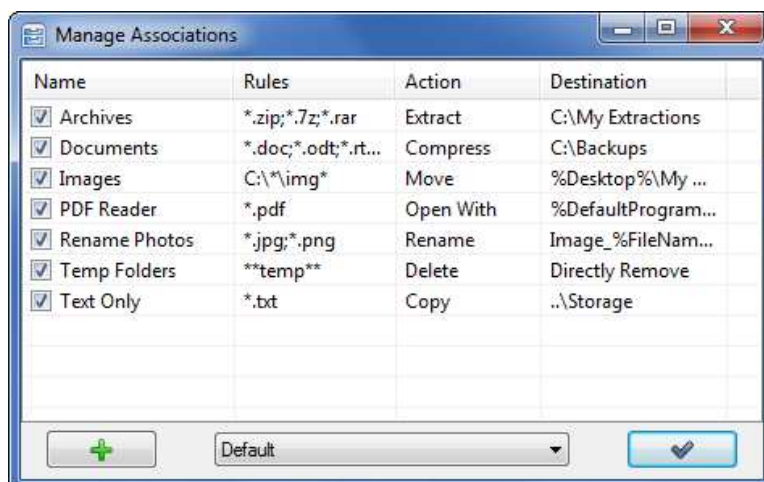 Manage Associations
Name Rules Action Destination
Archives *.zip;*.7z;*.rar Extract C:\My Extractions
Documents *.doc;*.odt;*.rt... Compress C:\Backups
Images C:\*\img* Move %Desktop%\My ...
PDF Reader *.pdf Open With %DefaultProgram...
Rename Photos *.jpg;*.png Rename Image_%FileNam...
Temp Folders **temp** Delete Directly Remove
Text Only *.txt Copy ..\Storage
Default